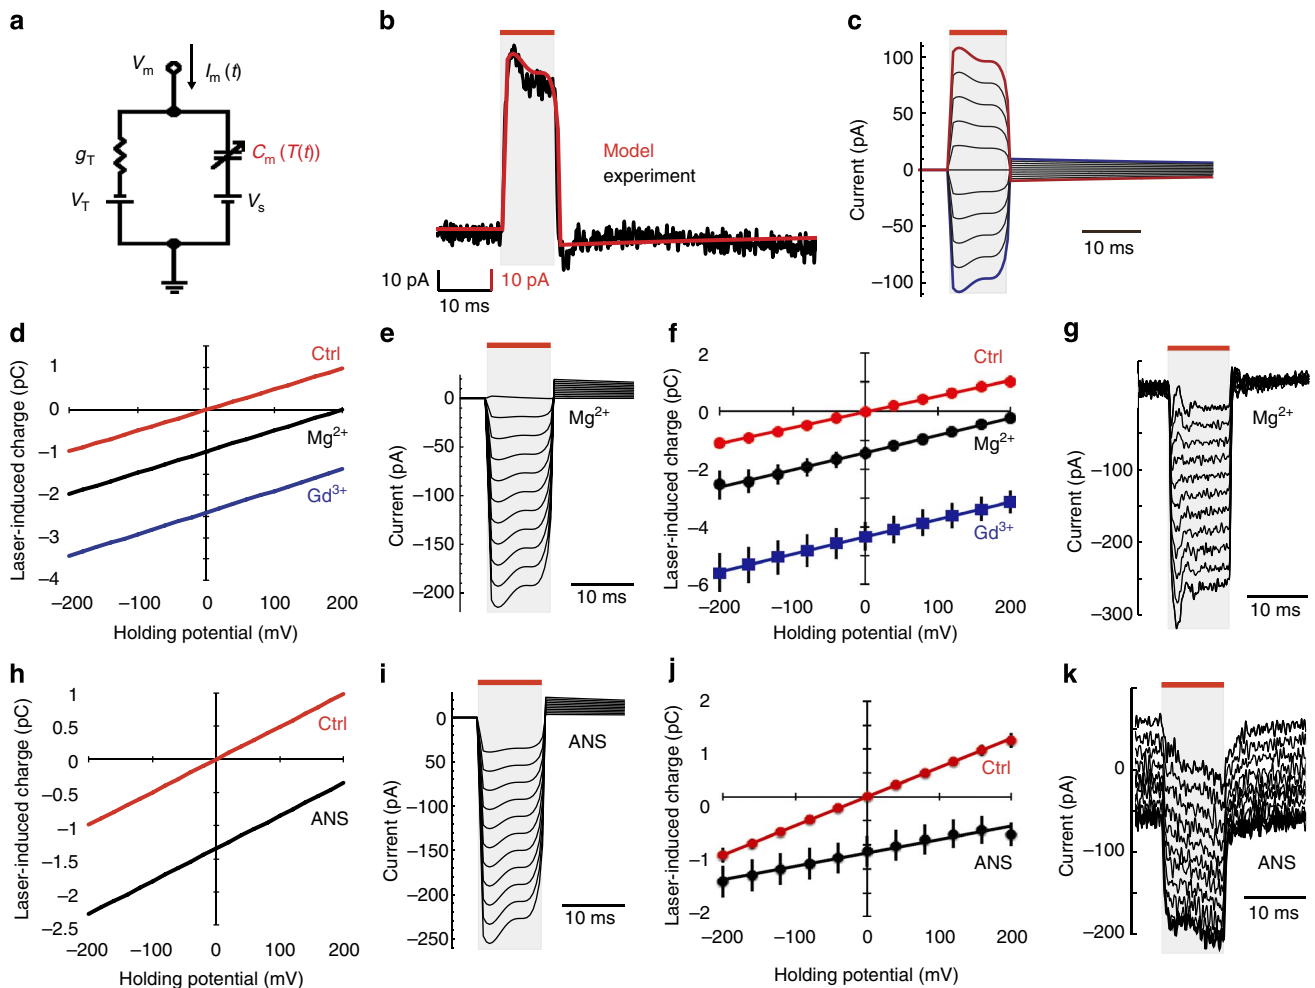 a
V_m
I_m (t)
g_T
C_m (T(t))
V_T
V_s
b
Model
experiment
10 pA
10 pA
10 ms
c
Current (pA)
100
50
0
–50
–100
10 ms
d
Laser-induced charge (pC)
1
0
–1
–2
–3
–4
Ctrl
Mg2+
Gd3+
–200 –100 0 100 200
Holding potential (mV)
e
Current (pA)
0
–50
–100
–150
–200
Mg2+
10 ms
f
Laser-induced charge (pC)
2
0
–2
–4
–6
Ctrl
Mg2+
Gd3+
–200 –100 0 100 200
Holding potential (mV)
g
Current (pA)
–100
–200
–300
Mg2+
10 ms
h
Laser-induced charge (pC)
1
0.5
0
–0.5
–1
–1.5
–2
–2.5
Ctrl
ANS
–200 –100 0 100 200
Holding potential (mV)
i
Current (pA)
0
–50
–100
–150
–200
–250
ANS
10 ms
j
Laser-induced charge (pC)
2
1
0
–1
–2
Ctrl
ANS
–200 –100 0 100 200
Holding potential (mV)
k
Current (pA)
0
–100
–200
ANS
10 ms